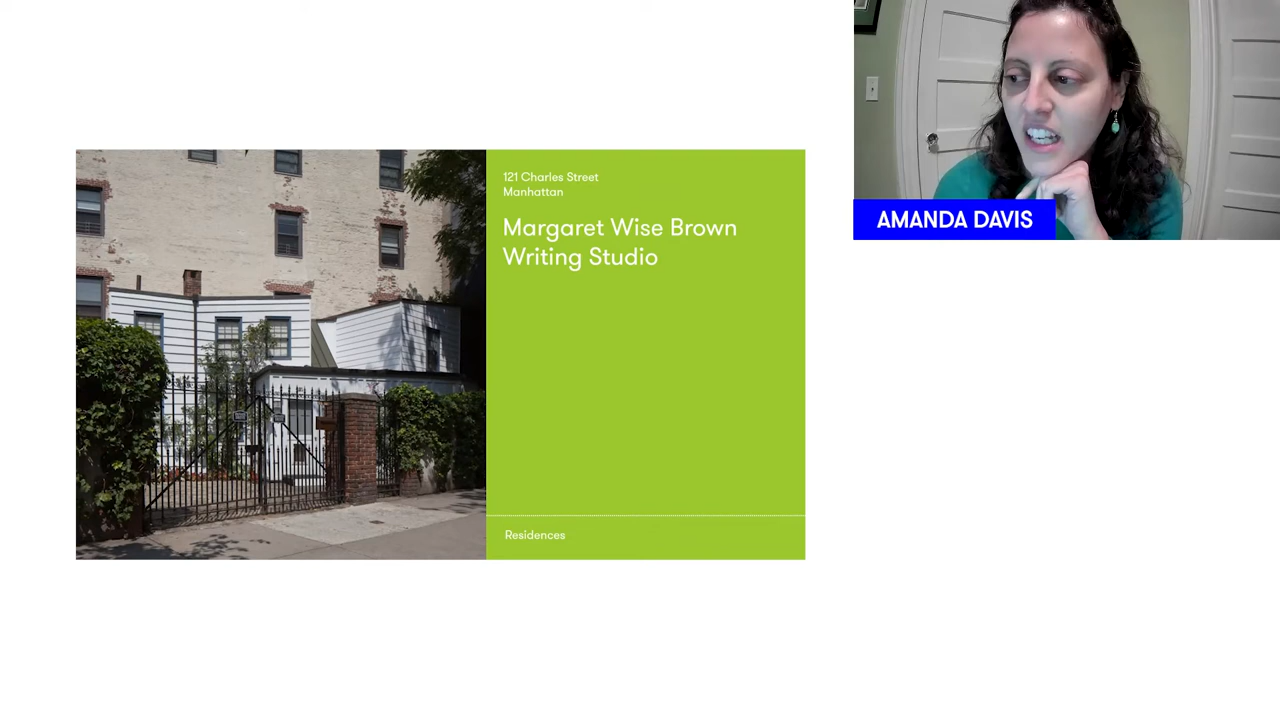 121 Charles Street
Manhattan
Margaret Wise Brown
Writing Studio
Residences
AMANDA DAVIS